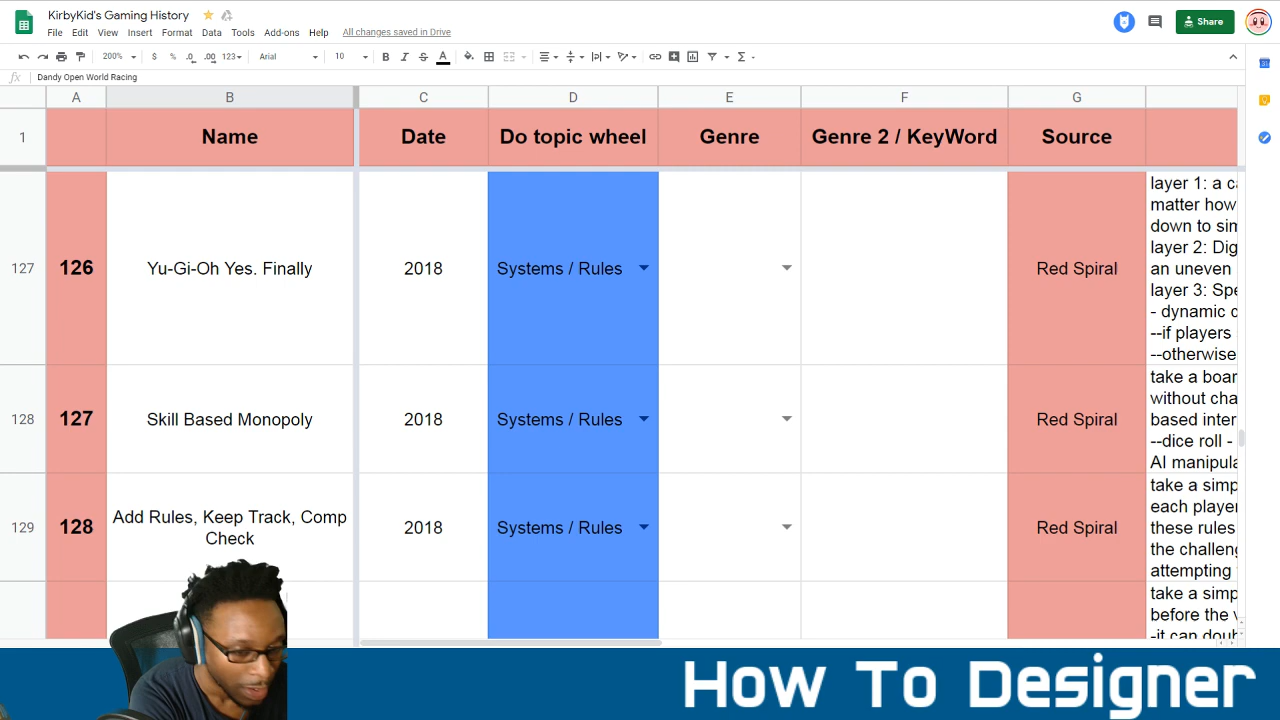 KirbyKid's Gaming History
File Edit View Insert Format Data Tools Add-ons Help All changes saved in Drive
Share
200% $ % .0 .00 123 Arial 10 B I S A Σ
fx Dandy Open World Racing
A B C D E F G
1 Name Date Do topic wheel Genre Genre 2 / KeyWord Source
127 126 Yu-Gi-Oh Yes. Finally 2018 Systems / Rules Red Spiral
layer 1: a ca
matter how
down to sim
layer 2: Dig
an uneven
layer 3: Spe
- dynamic c
--if players
--otherwise
128 127 Skill Based Monopoly 2018 Systems / Rules Red Spiral
take a boar
without cha
based inter
--dice roll -
AI manipula
129 128 Add Rules, Keep Track, Comp
Check 2018 Systems / Rules Red Spiral
take a simp
each player
these rules
the challeng
attempting
take a simp
before the
-it can doub
How To Designer